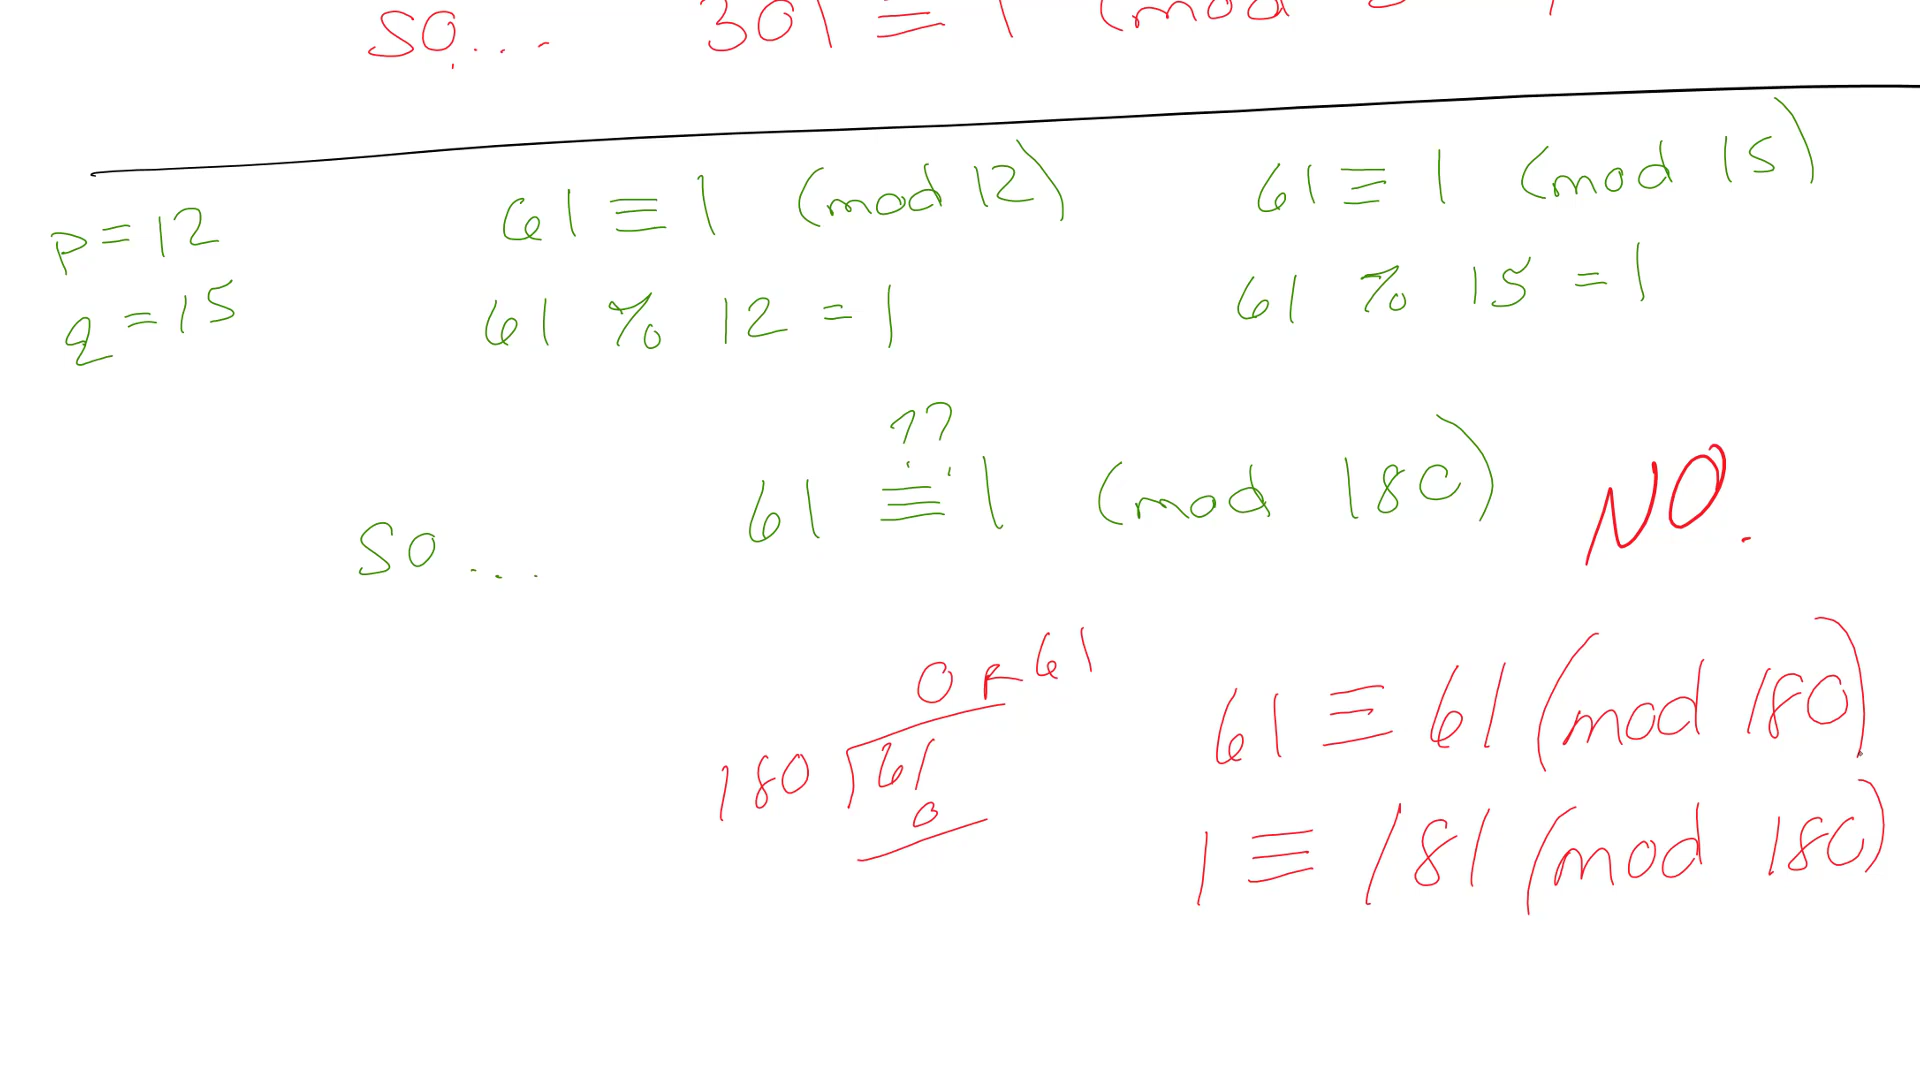 so... 301 ≡ 1 (mod
p=12 61 ≡ 1 (mod 12) 61 ≡ 1 (mod 15)
q=15 61 % 12 = 1 61 % 15 = 1
??
so... 61 ≡ 1 (mod 180) NO.
0 R 61
180 61 61 ≡ 61 (mod 180)
0
1 ≡ 181 (mod 180)